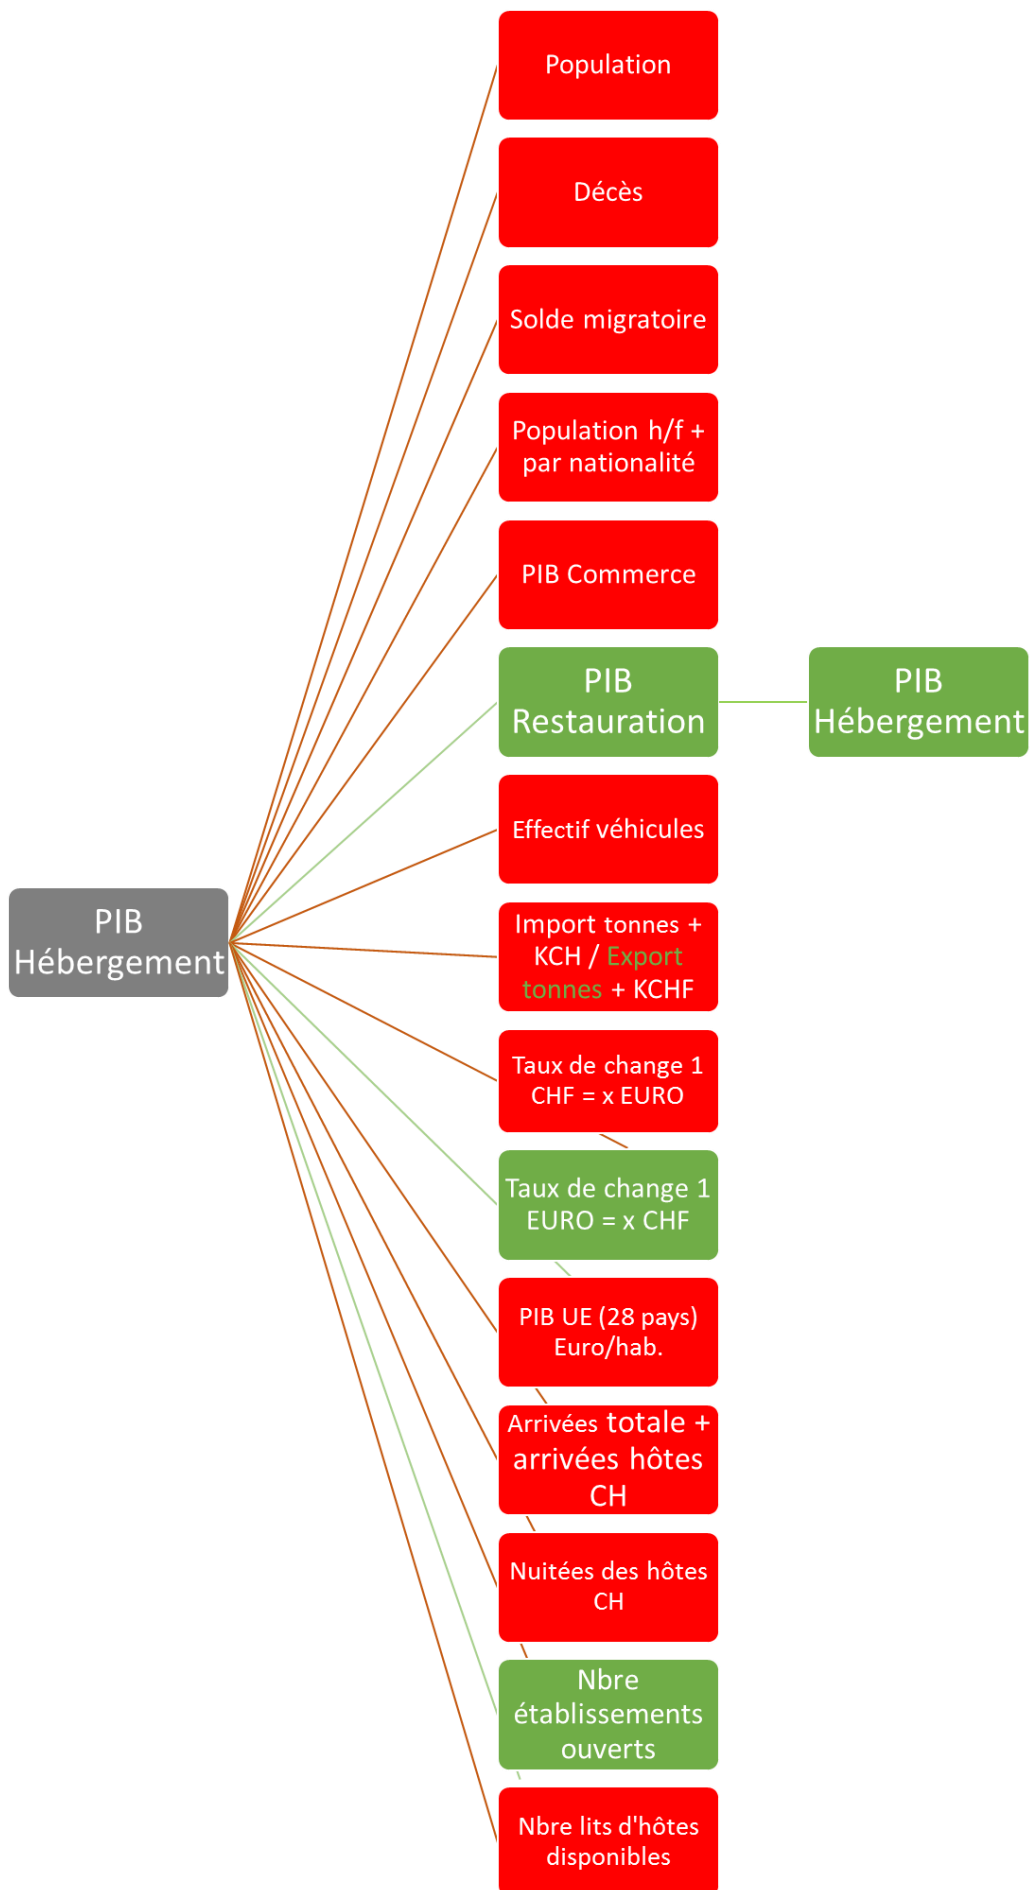 Population
Décès
Solde migratoire
Population h/f +
par nationalité
PIB Commerce
PIB
Restauration
PIB
Hébergement
Effectif véhicules
PIB
Hébergement
Import tonnes +
KCH / Export
tonnes + KCHF
Taux de change 1
CHF = x EURO
Taux de change 1
EURO = x CHF
PIB UE (28 pays)
Euro/hab.
Arrivées totale +
arrivées hôtes
CH
Nuitées des hôtes
CH
Nbre
établissements
ouverts
Nbre lits d'hôtes
disponibles